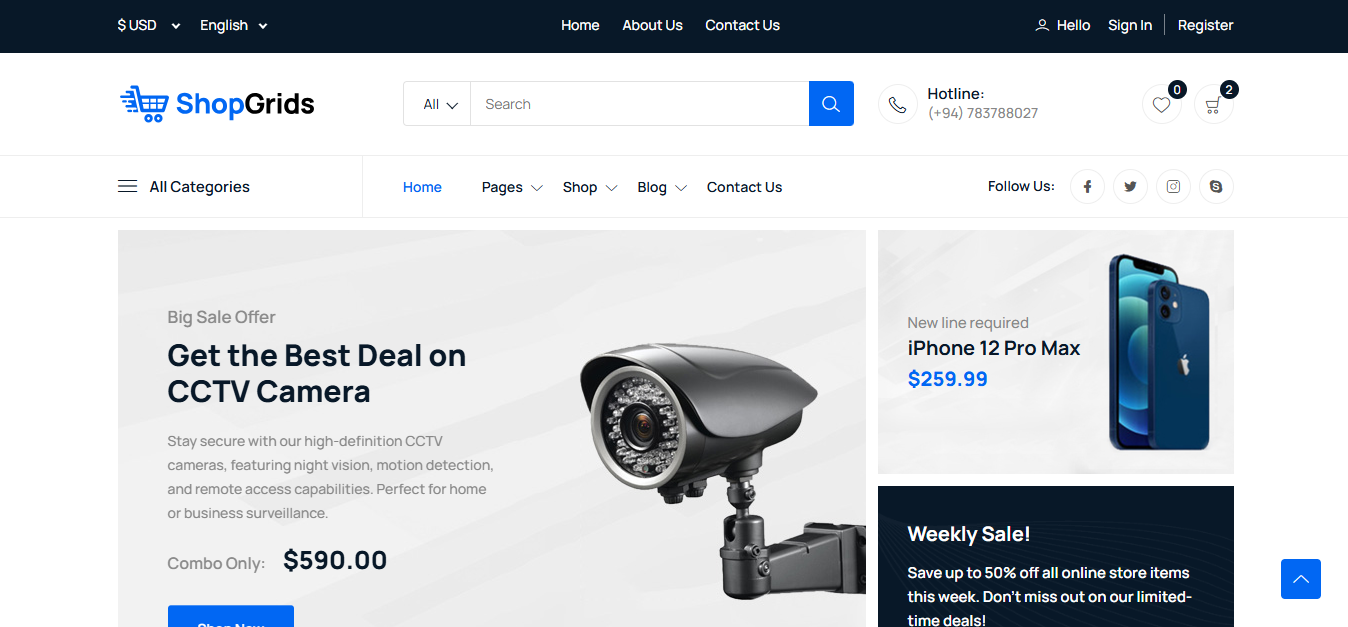 $ USD English Home About Us Contact Us Hello Sign In Register
ShopGrids All Search Hotline:
(+94) 783788027 0 2
All Categories Home Pages Shop Blog Contact Us Follow Us:
Big Sale Offer
Get the Best Deal on
CCTV Camera
Stay secure with our high-definition CCTV
cameras, featuring night vision, motion detection,
and remote access capabilities. Perfect for home
or business surveillance.
Combo Only: $590.00
Shop Now
New line required
iPhone 12 Pro Max
$259.99
Weekly Sale!
Save up to 50% off all online store items
this week. Don't miss out on our limited-
time deals!